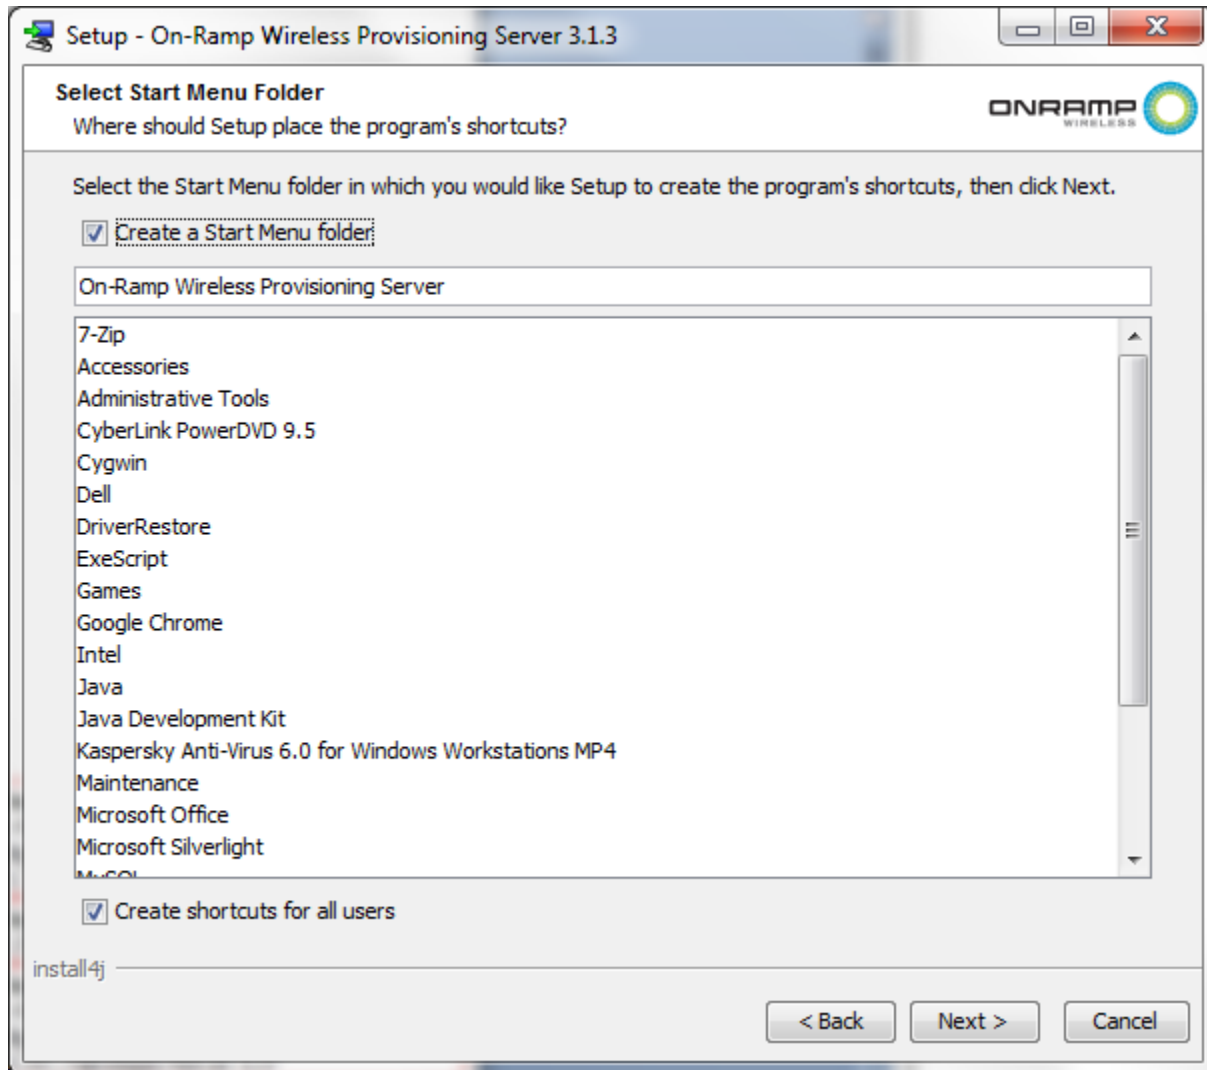 Setup - On-Ramp Wireless Provisioning Server 3.1.3
Select Start Menu Folder
Where should Setup place the program's shortcuts?
ONRAMP
WIRELESS
Select the Start Menu folder in which you would like Setup to create the program's shortcuts, then click Next.
Create a Start Menu folder
On-Ramp Wireless Provisioning Server
7-Zip
Accessories
Administrative Tools
CyberLink PowerDVD 9.5
Cygwin
Dell
DriverRestore
ExeScript
Games
Google Chrome
Intel
Java
Java Development Kit
Kaspersky Anti-Virus 6.0 for Windows Workstations MP4
Maintenance
Microsoft Office
Microsoft Silverlight
MySQL
Create shortcuts for all users
install4j
< Back
Next >
Cancel